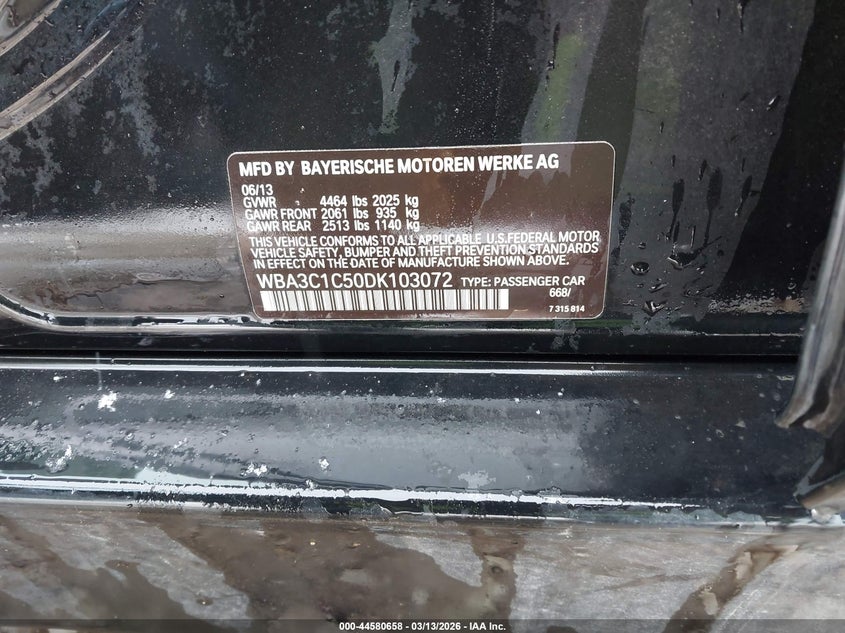 MFD BY BAYERISCHE MOTOREN WERKE AG
06/13
GVWR 4464 lbs 2025 kg
GAWR FRONT 2061 lbs 935 kg
GAWR REAR 2513 lbs 1140 kg
THIS VEHICLE CONFORMS TO ALL APPLICABLE U.S.FEDERAL MOTOR
VEHICLE SAFETY, BUMPER AND THEFT PREVENTION STANDARDS
IN EFFECT ON THE DATE OF MANUFACTURE SHOWN ABOVE.
WBA3C1C50DK103072 TYPE: PASSENGER CAR
668/
7 315 814
000-44580658 - 03/13/2026 - IAA Inc.